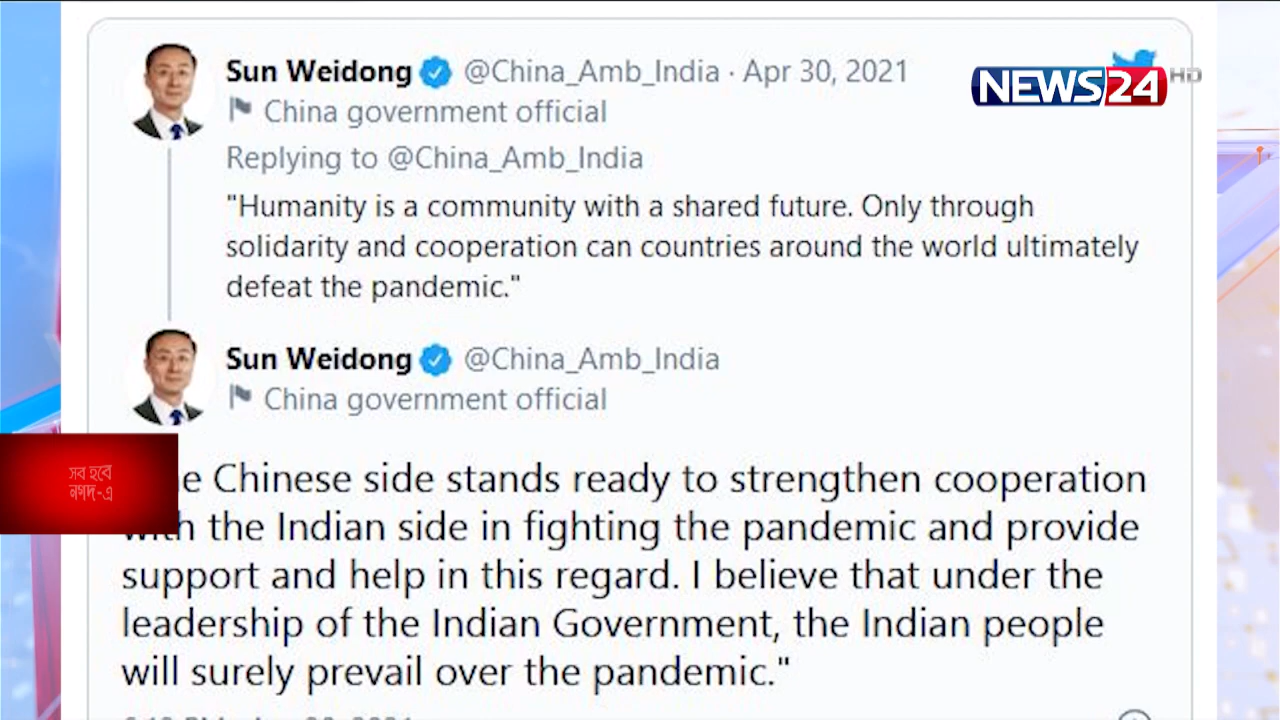 Sun Weidong @China_Amb_India · Apr 30, 2021
China government official
NEWS24 HD
Replying to @China_Amb_India
"Humanity is a community with a shared future. Only through
solidarity and cooperation can countries around the world ultimately
defeat the pandemic."
Sun Weidong @China_Amb_India
China government official
সব হবে
নগদ-এ
Chinese side stands ready to strengthen cooperation
with the Indian side in fighting the pandemic and provide
support and help in this regard. I believe that under the
leadership of the Indian Government, the Indian people
will surely prevail over the pandemic."